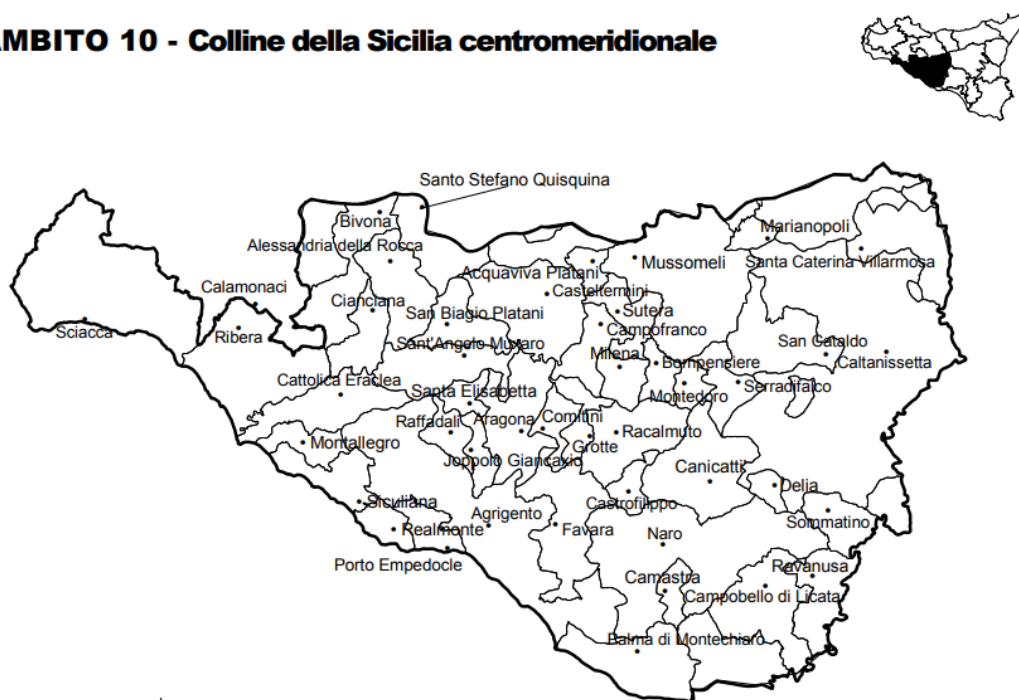 AMBITO 10 - Colline della Sicilia centromeridionale
Santo Stefano Quisquina
Bivona
Marianopoli
Alessandria della Rocca
Santa Caterina Villarmosa
Mussomeli
Acquaviva Platani
Calamonaci
Casteltermini
Cianciana
San Biagio Platani
Sutera
Sciacca
Ribera
Campofranco
Sant'Angelo Muxaro
San Cataldo
Milena
Bompensiere
Caltanissetta
Cattolica Eraclea
Santa Elisabetta
Montedoro
Serradifalco
Raffadali
Aragona
Comitini
Montallegro
Grotte
Racalmuto
Joppolo Giancaxio
Canicatti
Delia
Siculiana
Castrofilippo
Agrigento
Sommatino
Realmonte
Favara
Naro
Porto Empedocle
Ravanusa
Camastra
Campobello di Licata
Palma di Montechiaro